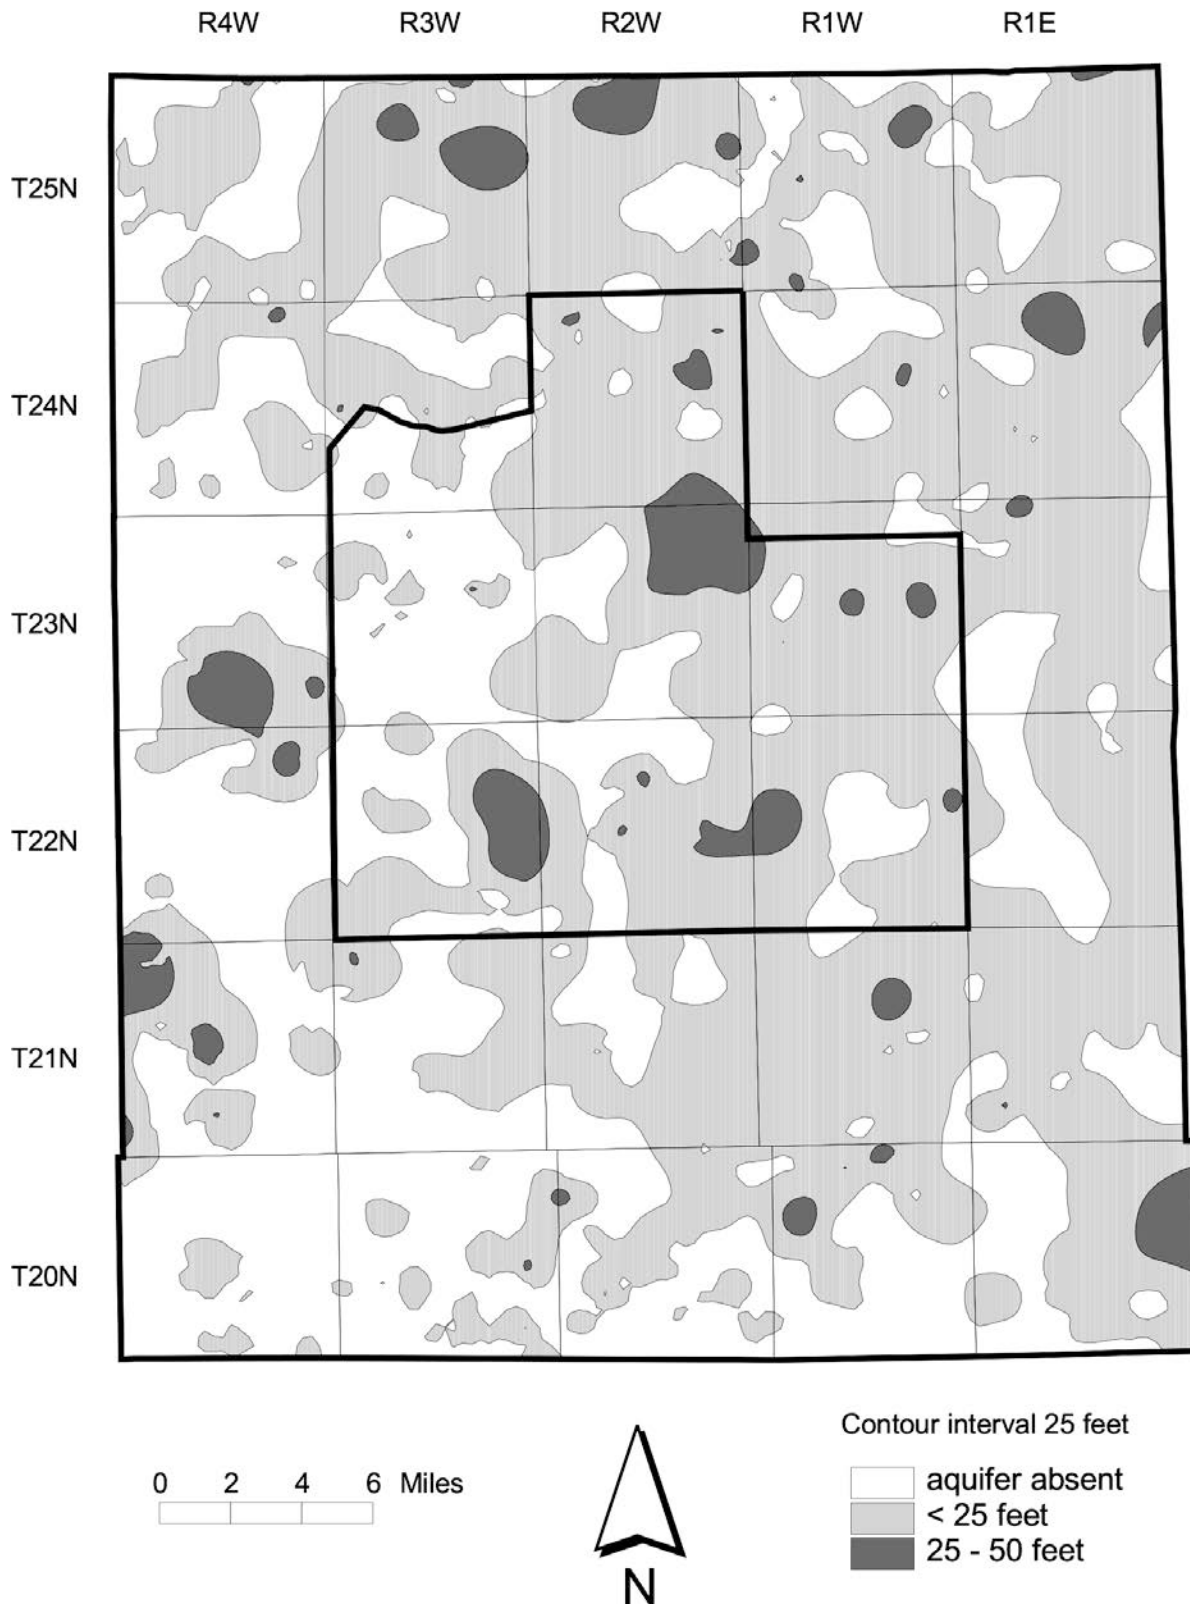 R4W R3W R2W R1W R1E
T25N
T24N
T23N
T22N
T21N
T20N
Contour interval 25 feet
0 2 4 6 Miles
aquifer absent
< 25 feet
25 - 50 feet
N